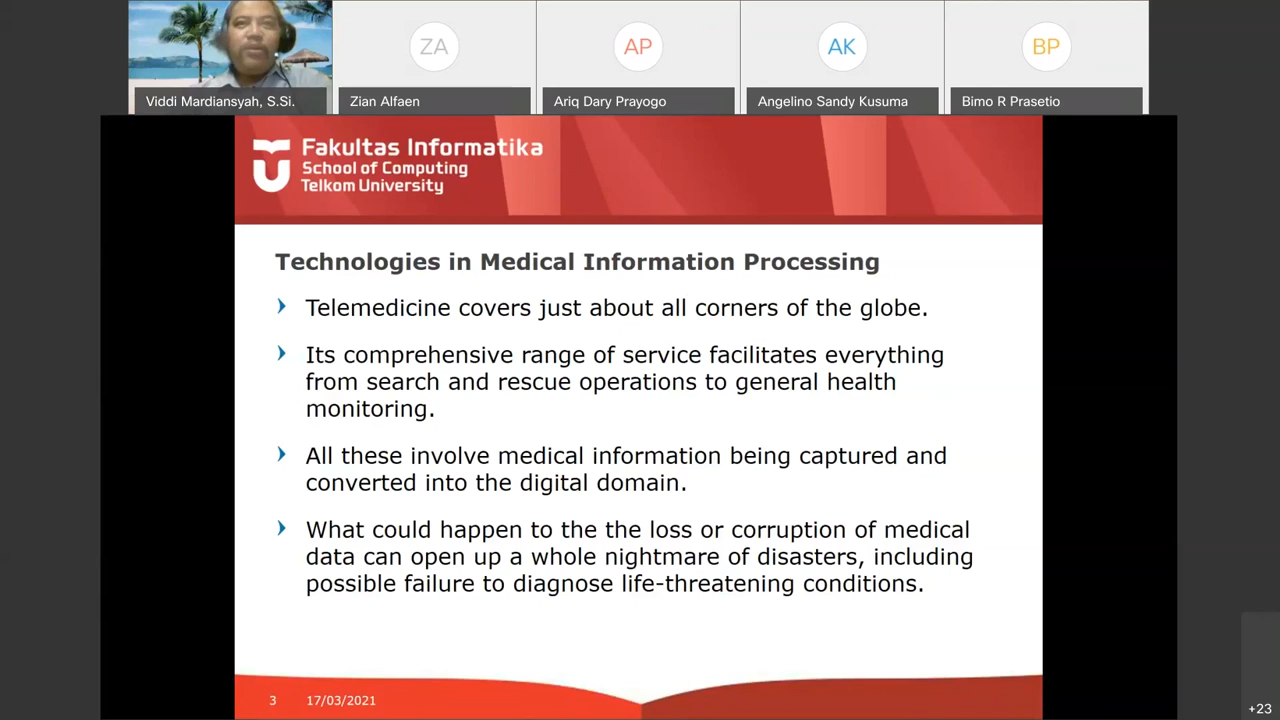 ZA
AP
AK
BP
Viddi Mardiansyah, S.Si.
Zian Alfaen
Ariq Dary Prayogo
Angelino Sandy Kusuma
Bimo R Prasetio
Fakultas Informatika
School of Computing
Telkom University
Technologies in Medical Information Processing
Telemedicine covers just about all corners of the globe.
Its comprehensive range of service facilitates everything
from search and rescue operations to general health
monitoring.
All these involve medical information being captured and
converted into the digital domain.
What could happen to the the loss or corruption of medical
data can open up a whole nightmare of disasters, including
possible failure to diagnose life-threatening conditions.
3 17/03/2021
+23